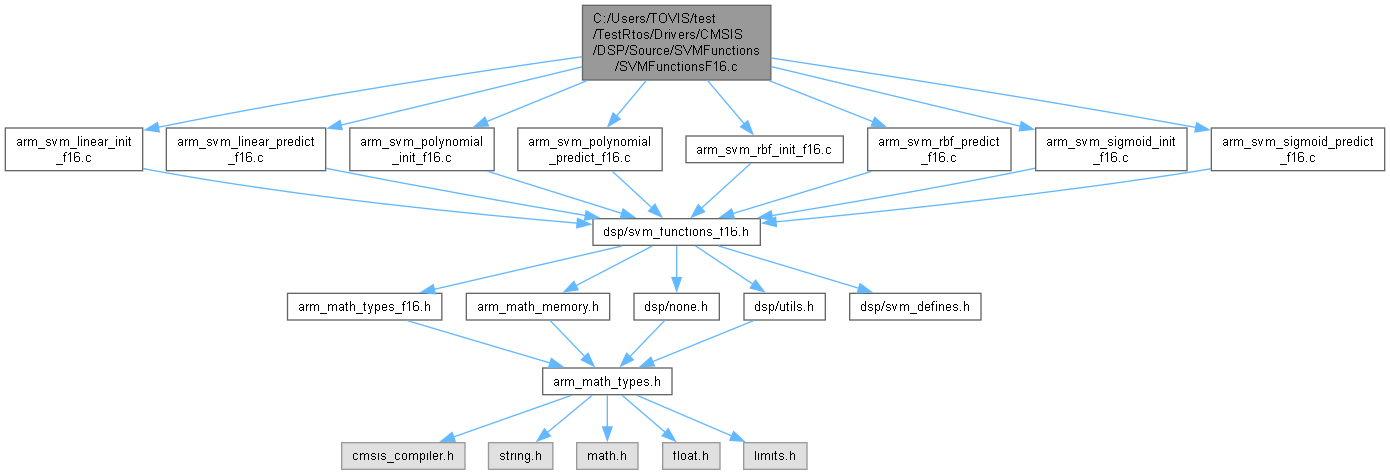 C:/Users/TOVIS/test
/TestRtos/Drivers/CMSIS
/DSP/Source/SVMFunctions
/SVMFunctionsF16.c
arm_svm_linear_init
_f16.c
arm_svm_linear_predict
_f16.c
arm_svm_polynomial
_init_f16.c
arm_svm_polynomial
_predict_f16.c
arm_svm_rbf_init_f16.c
arm_svm_rbf_predict
_f16.c
arm_svm_sigmoid_init
_f16.c
arm_svm_sigmoid_predict
_f16.c
dsp/svm_functions_f16.h
arm_math_types_f16.h
arm_math_memory.h
dsp/none.h
dsp/utils.h
dsp/svm_defines.h
arm_math_types.h
cmsis_compiler.h
string.h
math.h
float.h
limits.h